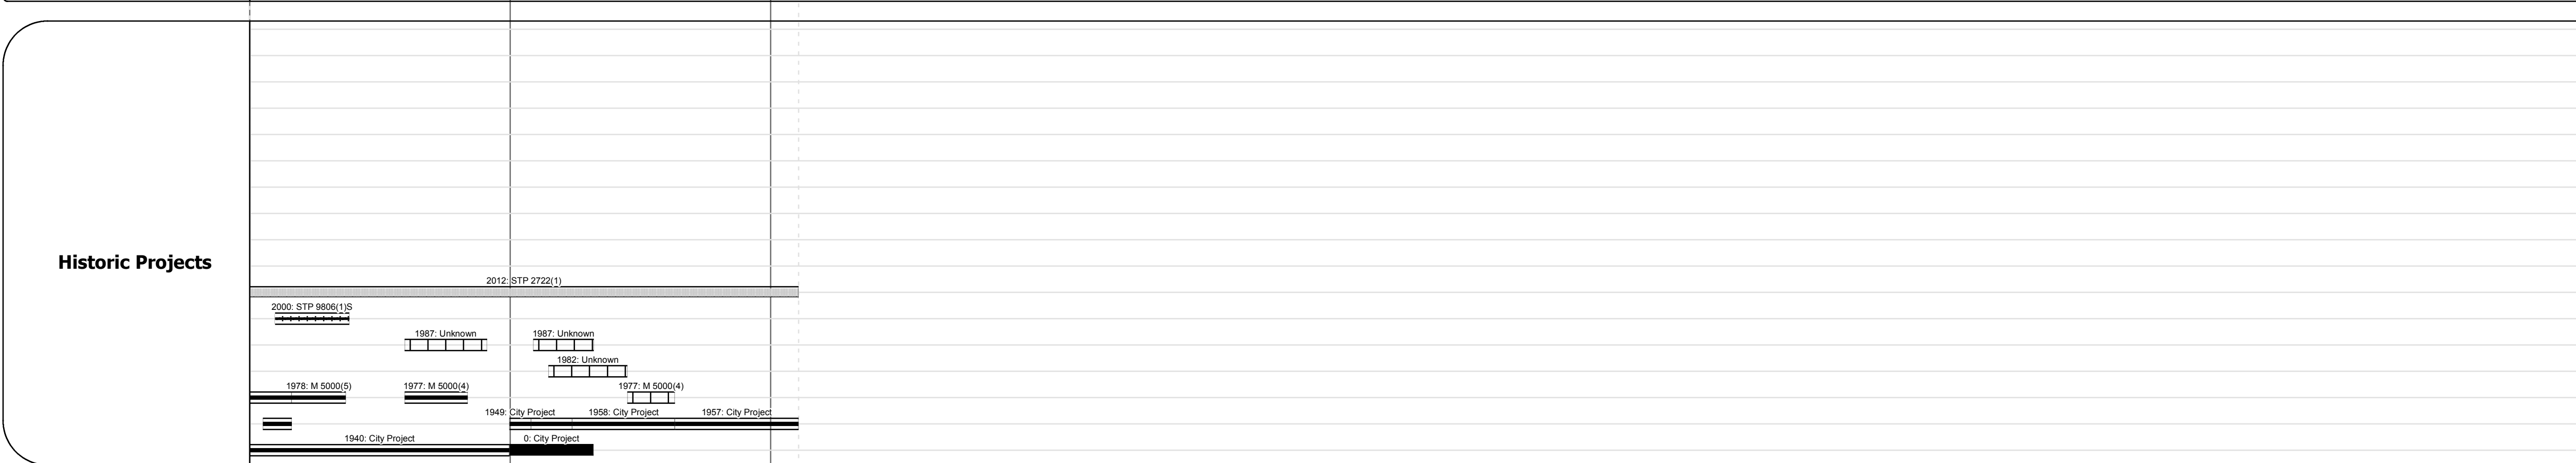 Historic Projects
2012: STP 2722(1)
2000: STP 9806(1)S
1987: Unknown
1987: Unknown
1982: Unknown
1978: M 5000(5)
1977: M 5000(4)
1977: M 5000(4)
1949: City Project
1958: City Project
1957: City Project
1940: City Project
0: City Project